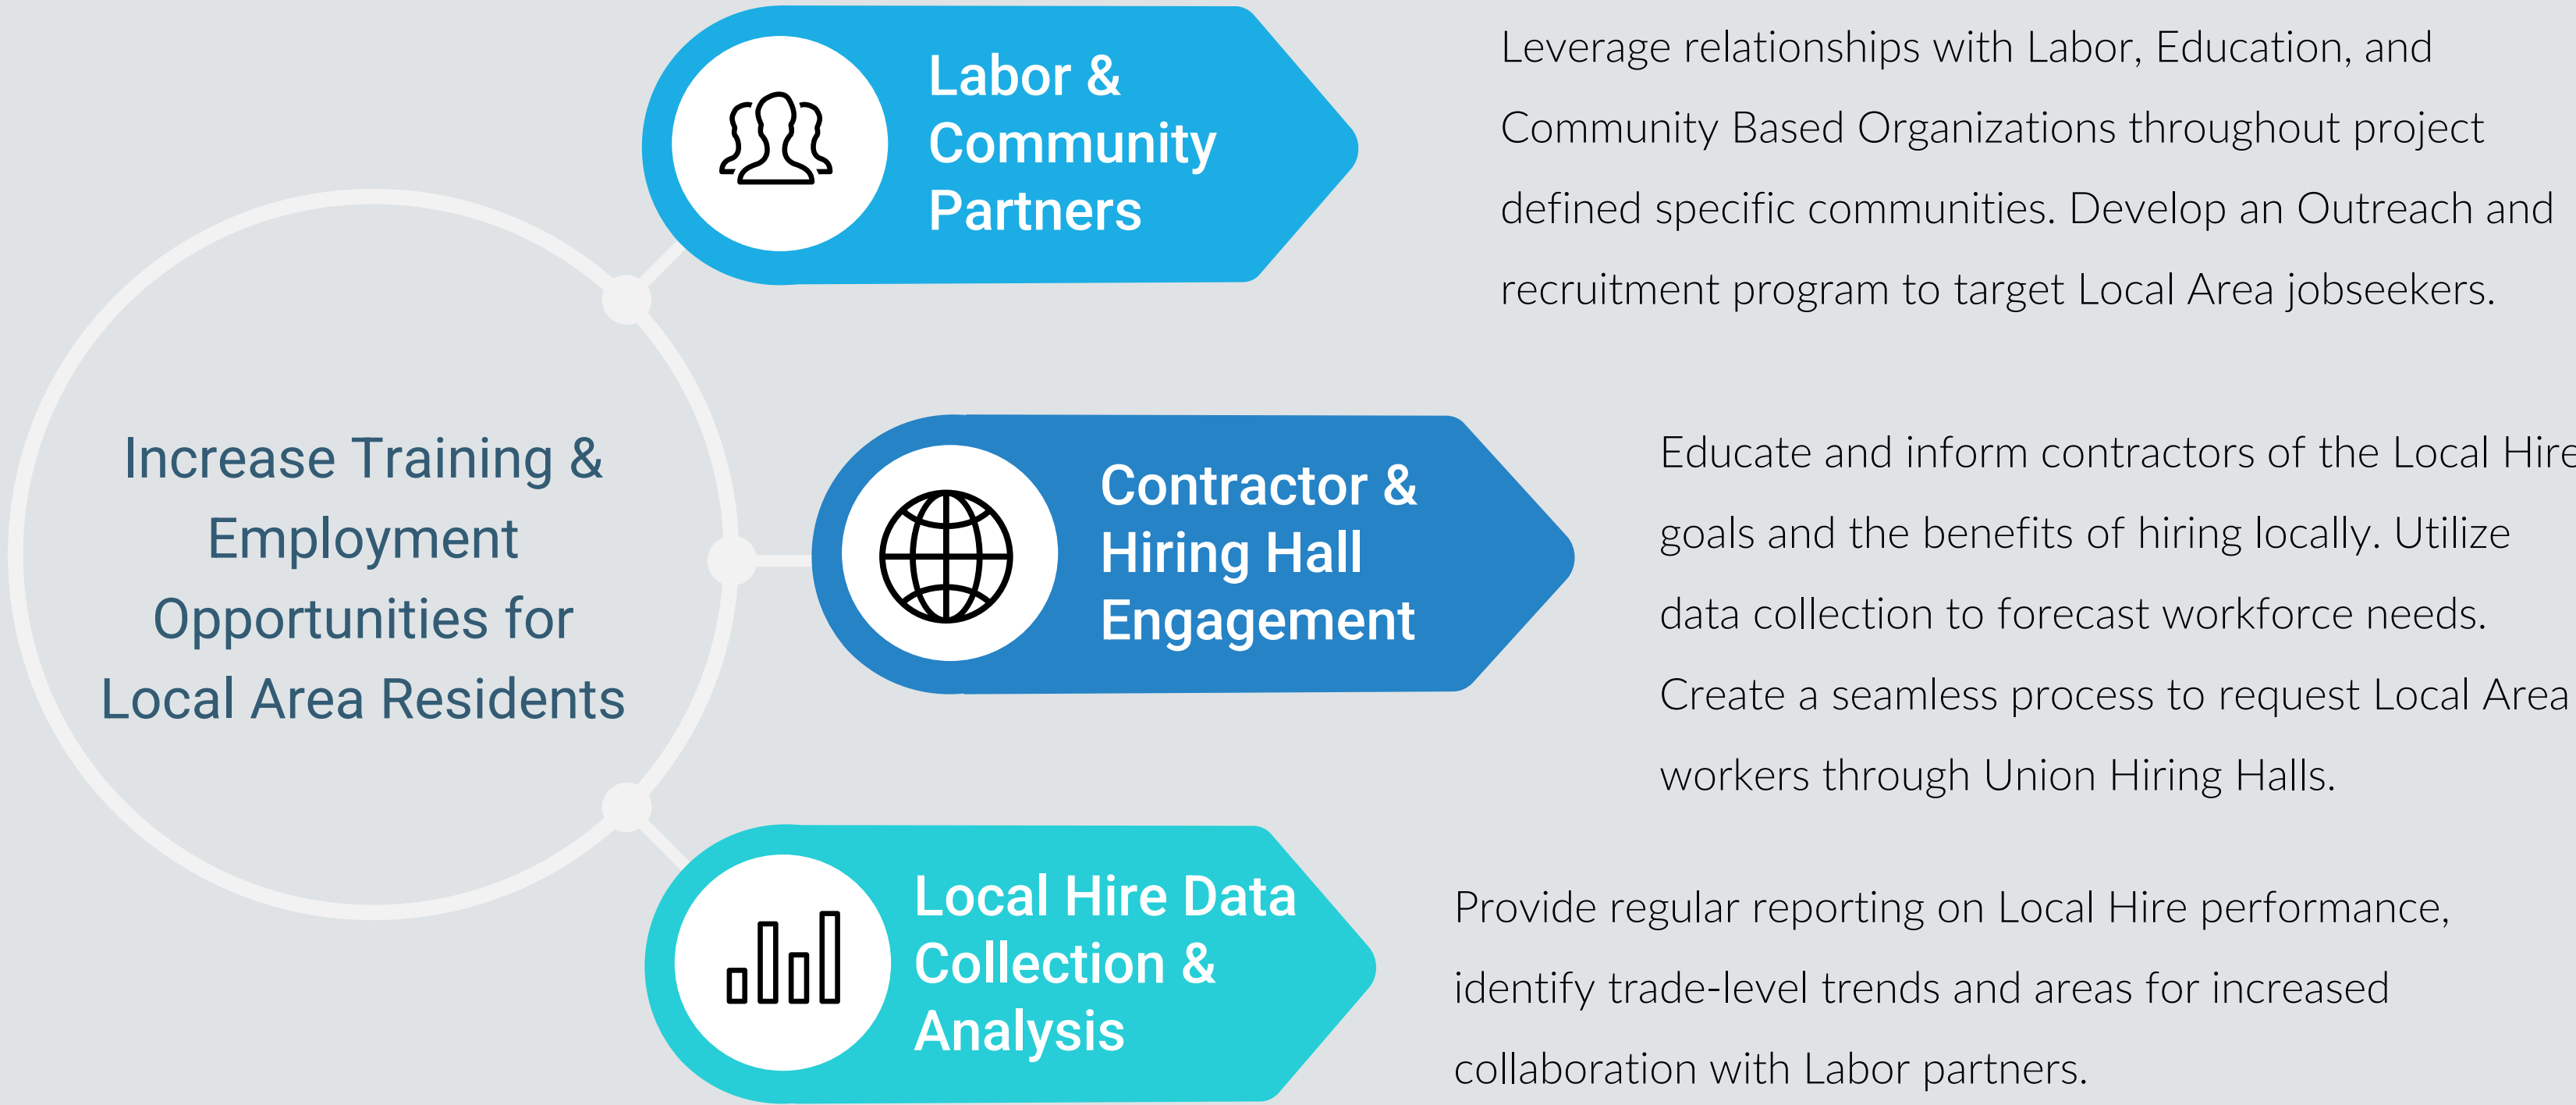 Increase Training &
Employment
Opportunities for
Local Area Residents
Labor &
Community
Partners
Leverage relationships with Labor, Education, and
Community Based Organizations throughout project
defined specific communities. Develop an Outreach and
recruitment program to target Local Area jobseekers.
Contractor &
Hiring Hall
Engagement
Educate and inform contractors of the Local Hire
goals and the benefits of hiring locally. Utilize
data collection to forecast workforce needs.
Create a seamless process to request Local Area
workers through Union Hiring Halls.
Local Hire Data
Collection &
Analysis
Provide regular reporting on Local Hire performance,
identify trade-level trends and areas for increased
collaboration with Labor partners.